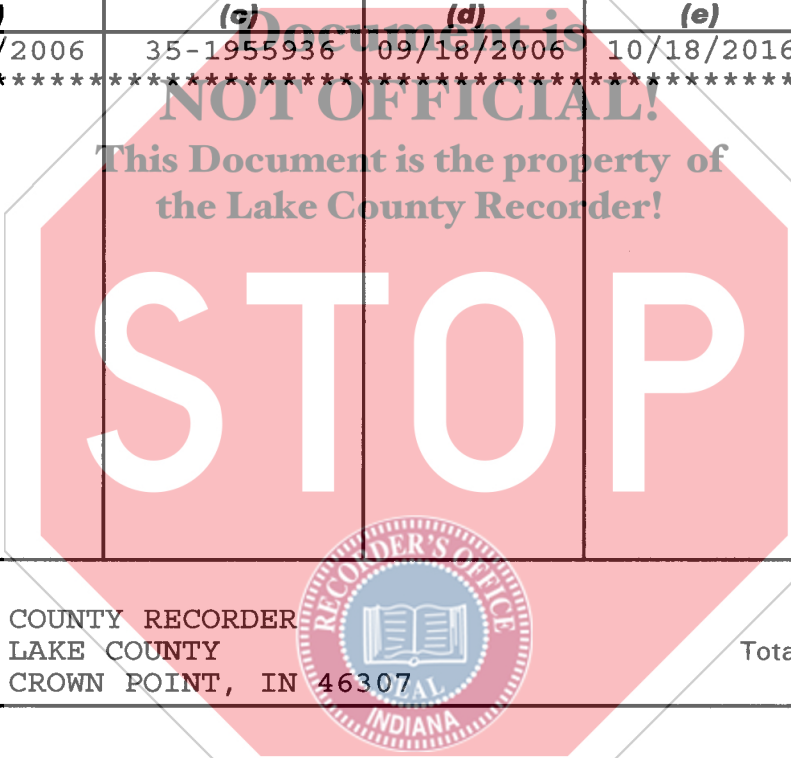 ) (c) (d) (e)
Document is
/2006 35-1955936 09/18/2006 10/18/2016
********************************************
NOT OFFICIAL!
This Document is the property of
the Lake County Recorder!
STOP
RECORDER'S OFFICE
COUNTY RECORDER
LAKE COUNTY
Tota
CROWN POINT, IN 46307
SEAL
INDIANA